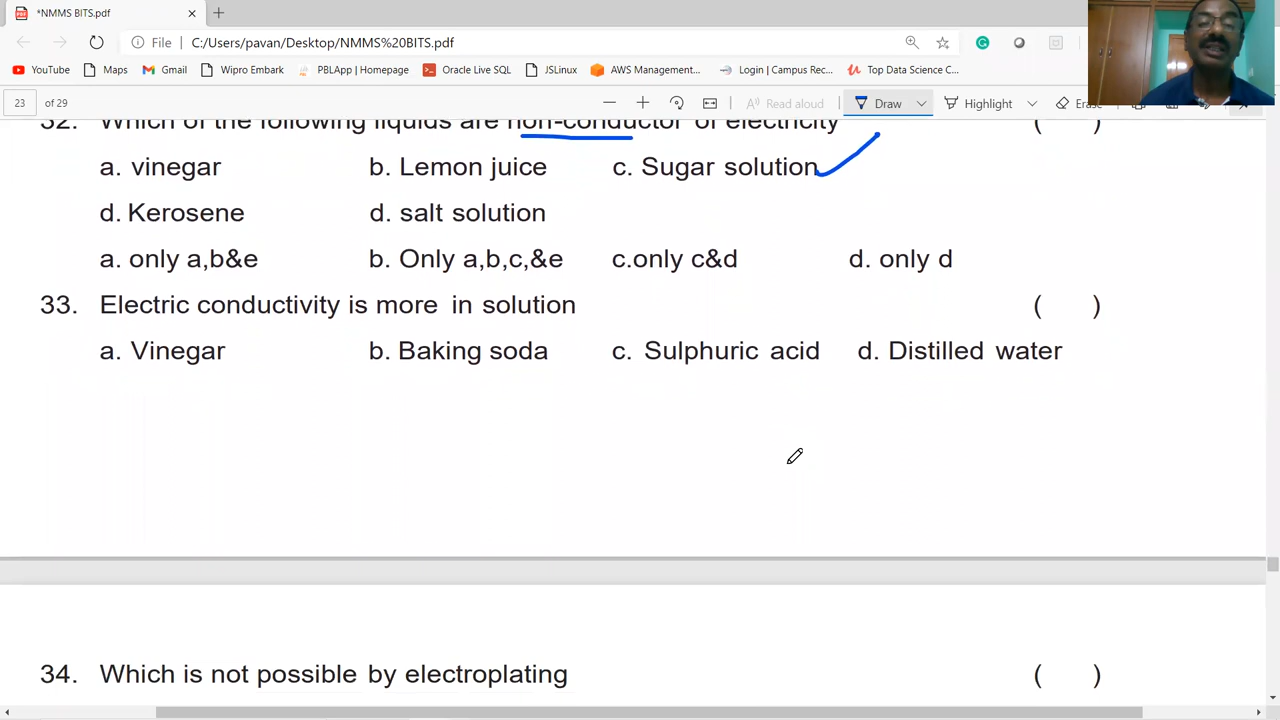 *NMMS BITS.pdf
File C:/Users/pavan/Desktop/NMMS%20BITS.pdf
YouTube Maps Gmail Wipro Embark PBLApp | Homepage Oracle Live SQL JSLinux AWS Management... Login | Campus Rec... Top Data Science C...
23 of 29 Read aloud Draw Highlight Erase
32. Which of the following liquids are non-conductor of electricity ( )
a. vinegar b. Lemon juice c. Sugar solution
d. Kerosene d. salt solution
a. only a,b&e b. Only a,b,c,&e c.only c&d d. only d
33. Electric conductivity is more in solution ( )
a. Vinegar b. Baking soda c. Sulphuric acid d. Distilled water
34. Which is not possible by electroplating ( )